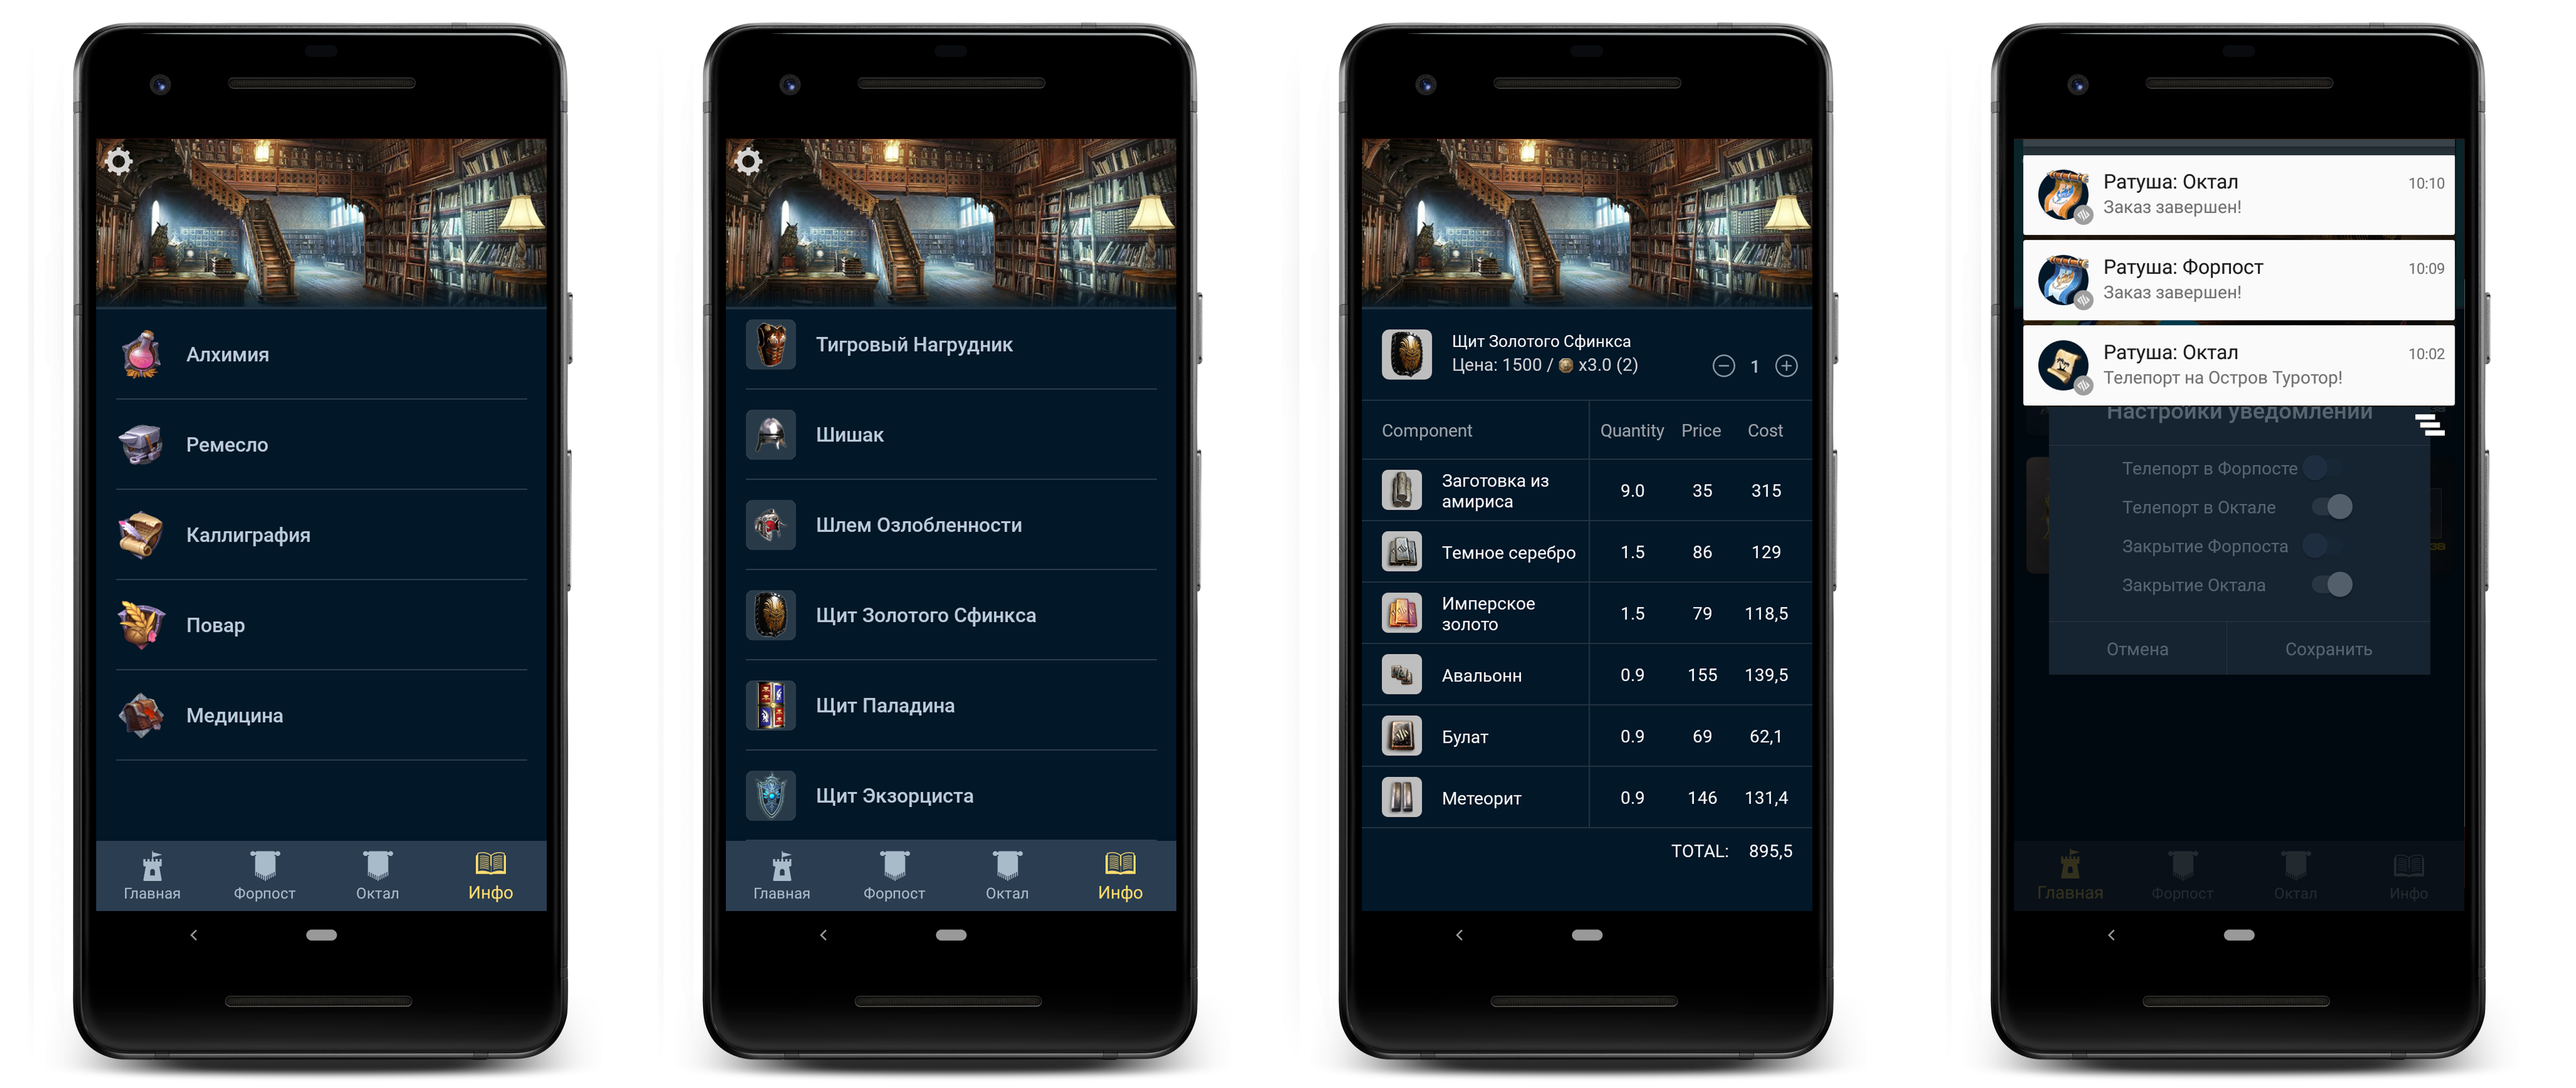 Алхимия
Ремесло
Каллиграфия
Повар
Медицина
Главная Форпост Октал Инфо
Тигровый Нагрудник
Шишак
Шлем Озлобленности
Щит Золотого Сфинкса
Щит Паладина
Щит Экзорциста
Главная Форпост Октал Инфо
Щит Золотого Сфинкса
Цена: 1500 / x3.0 (2) 1
Component Quantity Price Cost
Заготовка из
амириса 9.0 35 315
Темное серебро 1.5 86 129
Имперское
золото 1.5 79 118,5
Авальонн 0.9 155 139,5
Булат 0.9 69 62,1
Метеорит 0.9 146 131,4
TOTAL: 895,5
Ратуша: Октал 10:10
Заказ завершен!
Ратуша: Форпост 10:09
Заказ завершен!
Ратуша: Октал 10:02
Телепорт на Остров Туротор!
Настройки уведомлений
Телепорт в Форпосте
Телепорт в Октале
Закрытие Форпоста
Закрытие Октала
Отмена Сохранить
Главная Форпост Октал Инфо